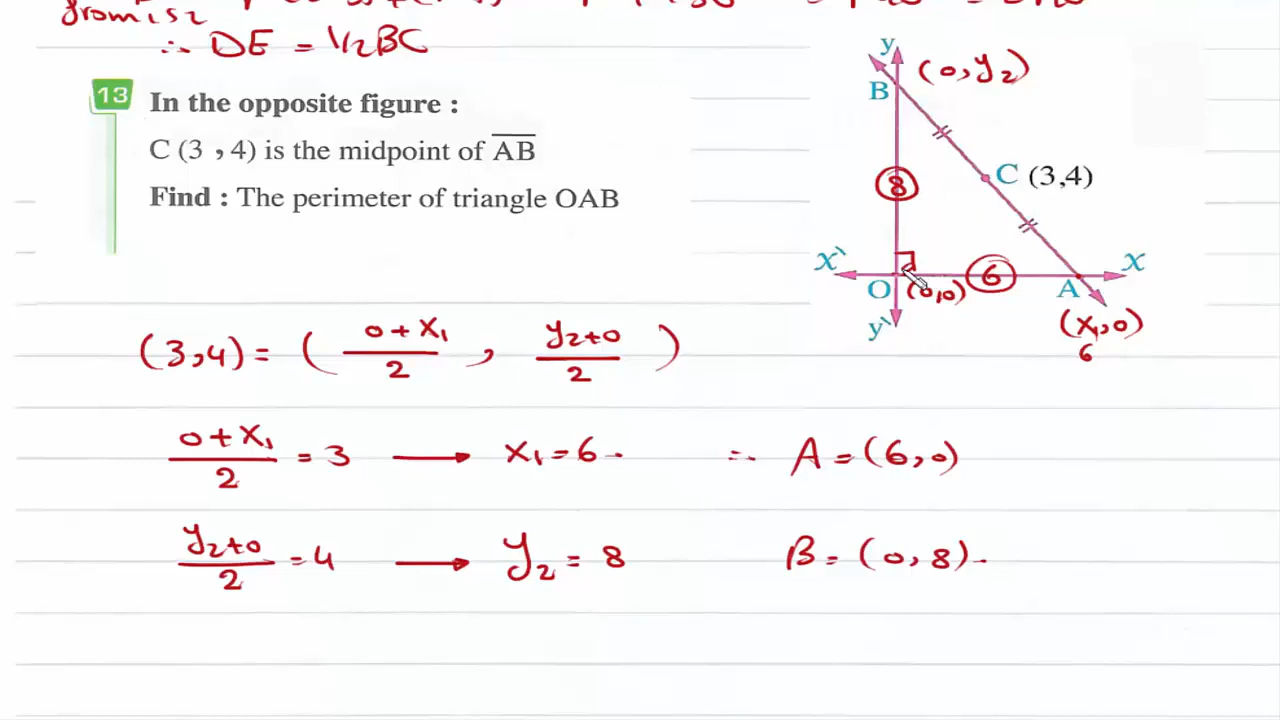 from is 2
∴ DE = 1/2 BC
13
In the opposite figure :
C (3 , 4) is the midpoint of AB
Find : The perimeter of triangle OAB
y
(0, y2)
B
C (3,4)
8
x` x
6
O (0,0) A
y`
(x1, 0)
6
(3,4) = ( 0 + x1 / 2 , y2+0 / 2 )
0 + x1 / 2 = 3 → x1 = 6 . ∴ A = (6,0)
y2+0 / 2 = 4 → y2 = 8 B = (0, 8) .